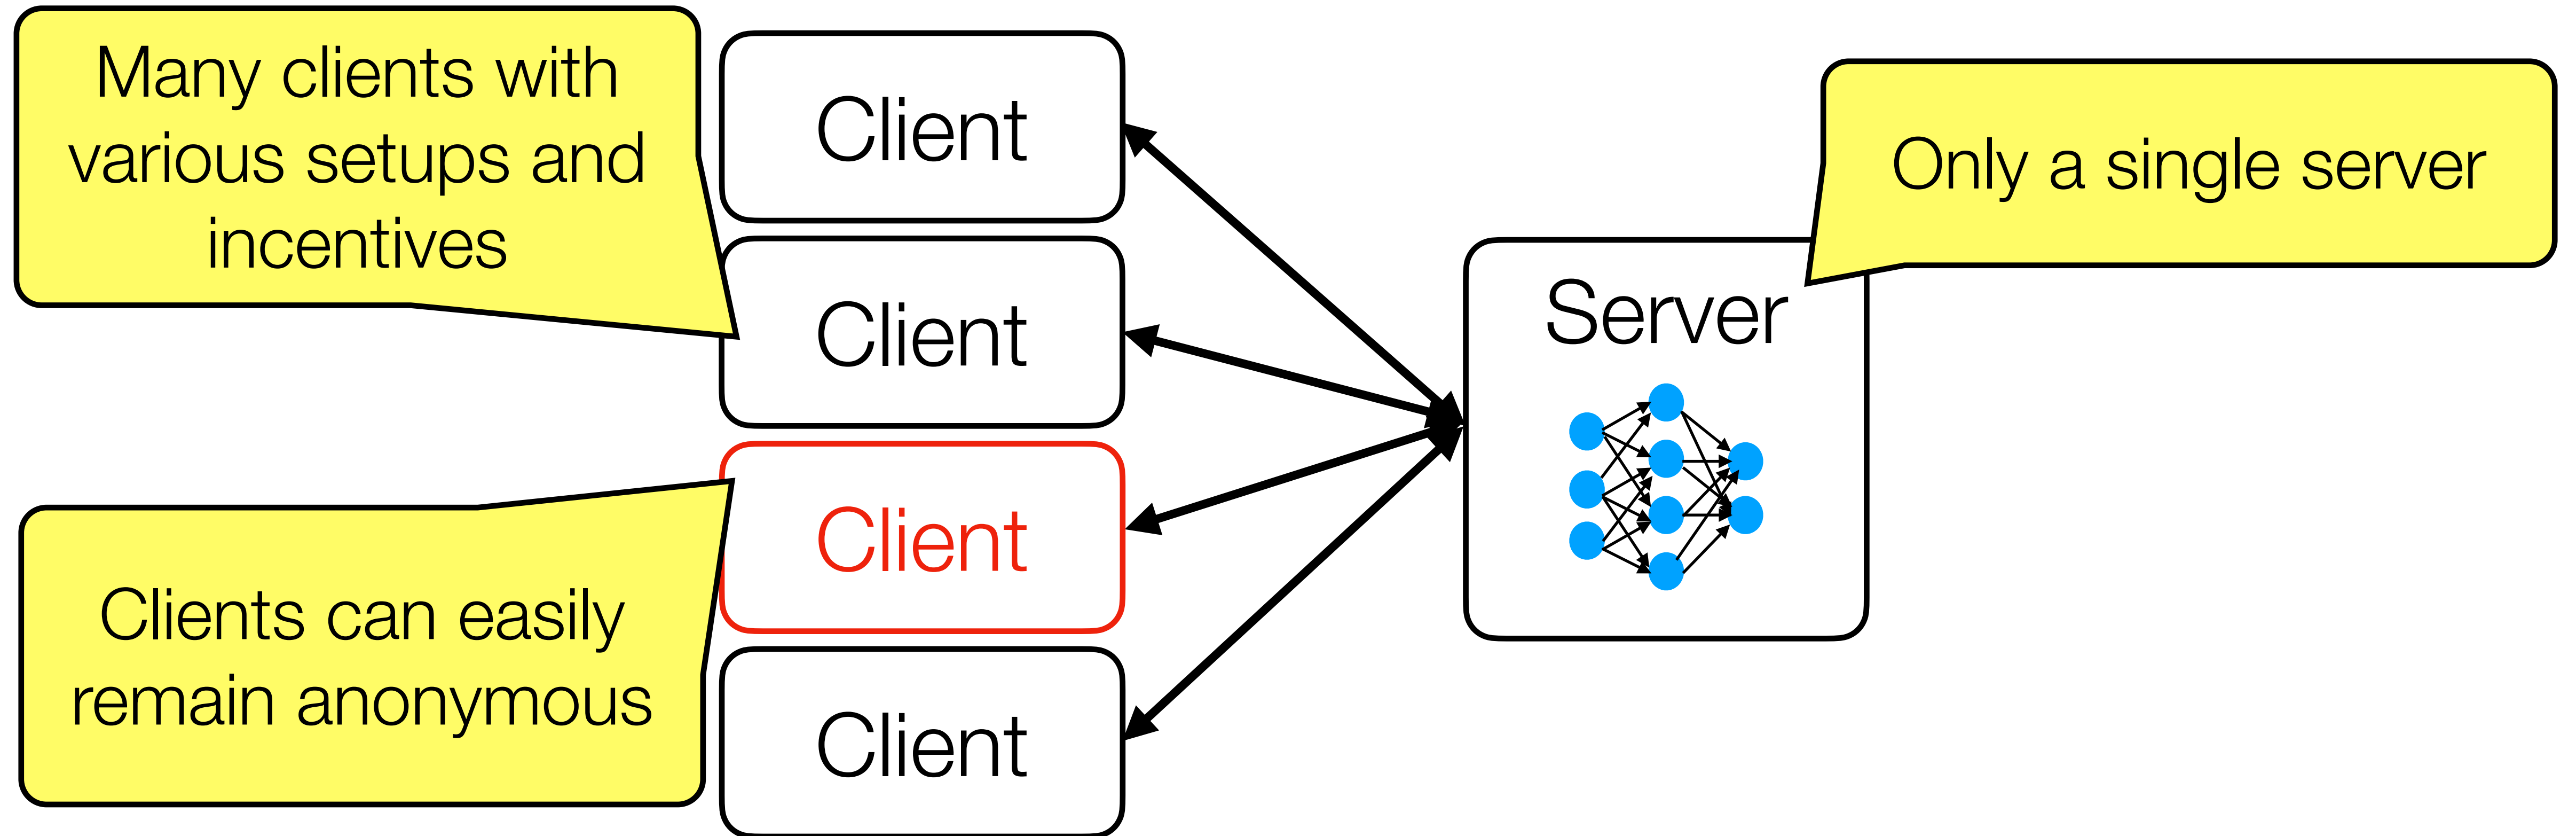 Many clients with
various setups and
incentives
Client
Only a single server
Client
Server
Client
Clients can easily
remain anonymous
Client